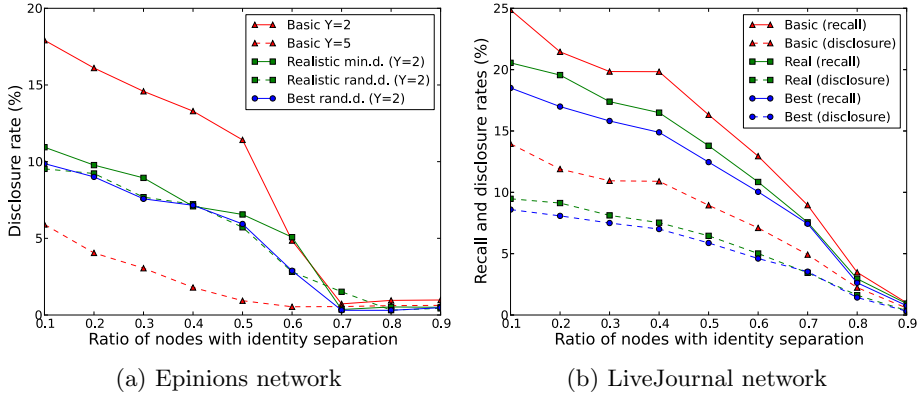 20
15
10
5
0
0.1 0.2 0.3 0.4 0.5 0.6 0.7 0.8 0.9
Disclosure rate (%)
Ratio of nodes with identity separation
Basic Y=2
Basic Y=5
Realistic min.d. (Y=2)
Realistic rand.d. (Y=2)
Best rand.d. (Y=2)
(a) Epinions network
25
20
15
10
5
0
0.1 0.2 0.3 0.4 0.5 0.6 0.7 0.8 0.9
Recall and disclosure rates (%)
Ratio of nodes with identity separation
Basic (recall)
Basic (disclosure)
Real (recall)
Real (disclosure)
Best (recall)
Best (disclosure)
(b) LiveJournal network